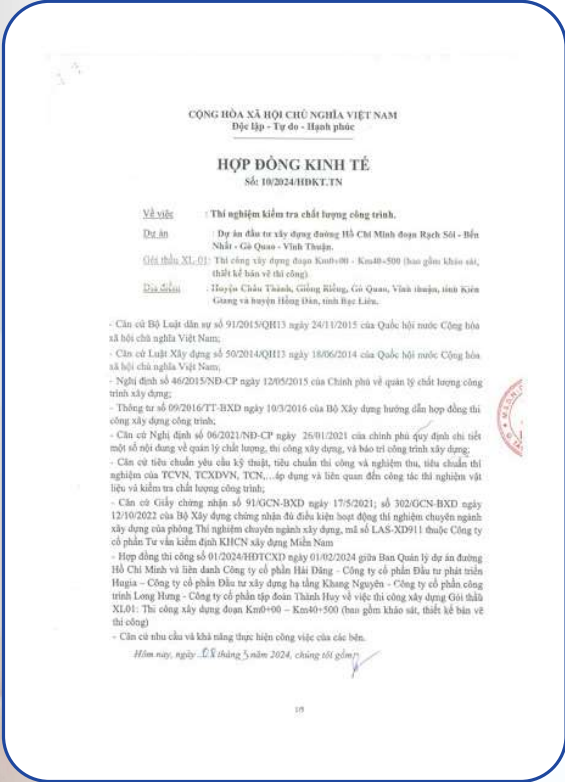 CỘNG HÒA XÃ HỘI CHỦ NGHĨA VIỆT NAM
Độc lập - Tự do - Hạnh phúc
HỢP ĐỒNG KINH TẾ
Số: 10/2024/HĐKT.TN
Về việc : Thí nghiệm kiểm tra chất lượng công trình.
Dự án : Dự án đầu tư xây dựng đường Hồ Chí Minh đoạn Rạch Sỏi - Bến
Nhất - Gò Quao - Vĩnh Thuận.
Gói thầu XL-01: Thi công xây dựng đoạn Km0+00 - Km40+500 (bao gồm khảo sát,
thiết kế bản vẽ thi công)
Địa điểm : Huyện Châu Thành, Giồng Riềng, Gò Quao, Vĩnh thuận, tỉnh Kiên
Giang và huyện Hồng Dân, tỉnh Bạc Liêu.
- Căn cứ Bộ Luật dân sự số 91/2015/QH13 ngày 24/11/2015 của Quốc hội nước Cộng hòa
xã hội chủ nghĩa Việt Nam;
- Căn cứ Luật Xây dựng số 50/2014/QH13 ngày 18/06/2014 của Quốc hội nước Cộng hòa
xã hội chủ nghĩa Việt Nam;
- Nghị định số 46/2015/NĐ-CP ngày 12/05/2015 của Chính phủ về quản lý chất lượng công
trình xây dựng;
- Thông tư số 09/2016/TT-BXD ngày 10/3/2016 của Bộ Xây dựng hướng dẫn hợp đồng thi
công xây dựng công trình;
- Căn cứ Nghị định số 06/2021/NĐ-CP ngày 26/01/2021 của chính phủ quy định chi tiết
một số nội dung về quản lý chất lượng, thi công xây dựng, và bảo trì công trình xây dựng;
- Căn cứ tiêu chuẩn yêu cầu kỹ thuật, tiêu chuẩn thi công và nghiệm thu, tiêu chuẩn thí
nghiệm của TCVN, TCXDVN, TCN,…áp dụng và liên quan đến công tác thí nghiệm vật
liệu và kiểm tra chất lượng công trình;
- Căn cứ Giấy chứng nhận số 91/GCN-BXD ngày 17/5/2021; số 302/GCN-BXD ngày
12/10/2022 của Bộ Xây dựng chứng nhận đủ điều kiện hoạt động thí nghiệm chuyên ngành
xây dựng của phòng Thí nghiệm chuyên ngành xây dựng, mã số LAS-XD911 thuộc Công ty
cổ phần Tư vấn kiểm định KHCN xây dựng Miền Nam
- Hợp đồng thi công số 01/2024/HĐTCXD ngày 01/02/2024 giữa Ban Quản lý dự án đường
Hồ Chí Minh và liên danh Công ty cổ phần Hải Đăng - Công ty cổ phần Đầu tư phát triển
Hugia – Công ty cổ phần Đầu tư xây dựng hạ tầng Khang Nguyên - Công ty cổ phần công
trình Long Hưng - Công ty cổ phần tập đoàn Thành Huy về việc thi công xây dựng Gói thầu
XL01: Thi công xây dựng đoạn Km0+00 – Km40+500 (bao gồm khảo sát, thiết kế bản vẽ
thi công)
- Căn cứ nhu cầu và khả năng thực hiện công việc của các bên.
Hôm nay, ngày 08 tháng 5 năm 2024, chúng tôi gồm:
1/9